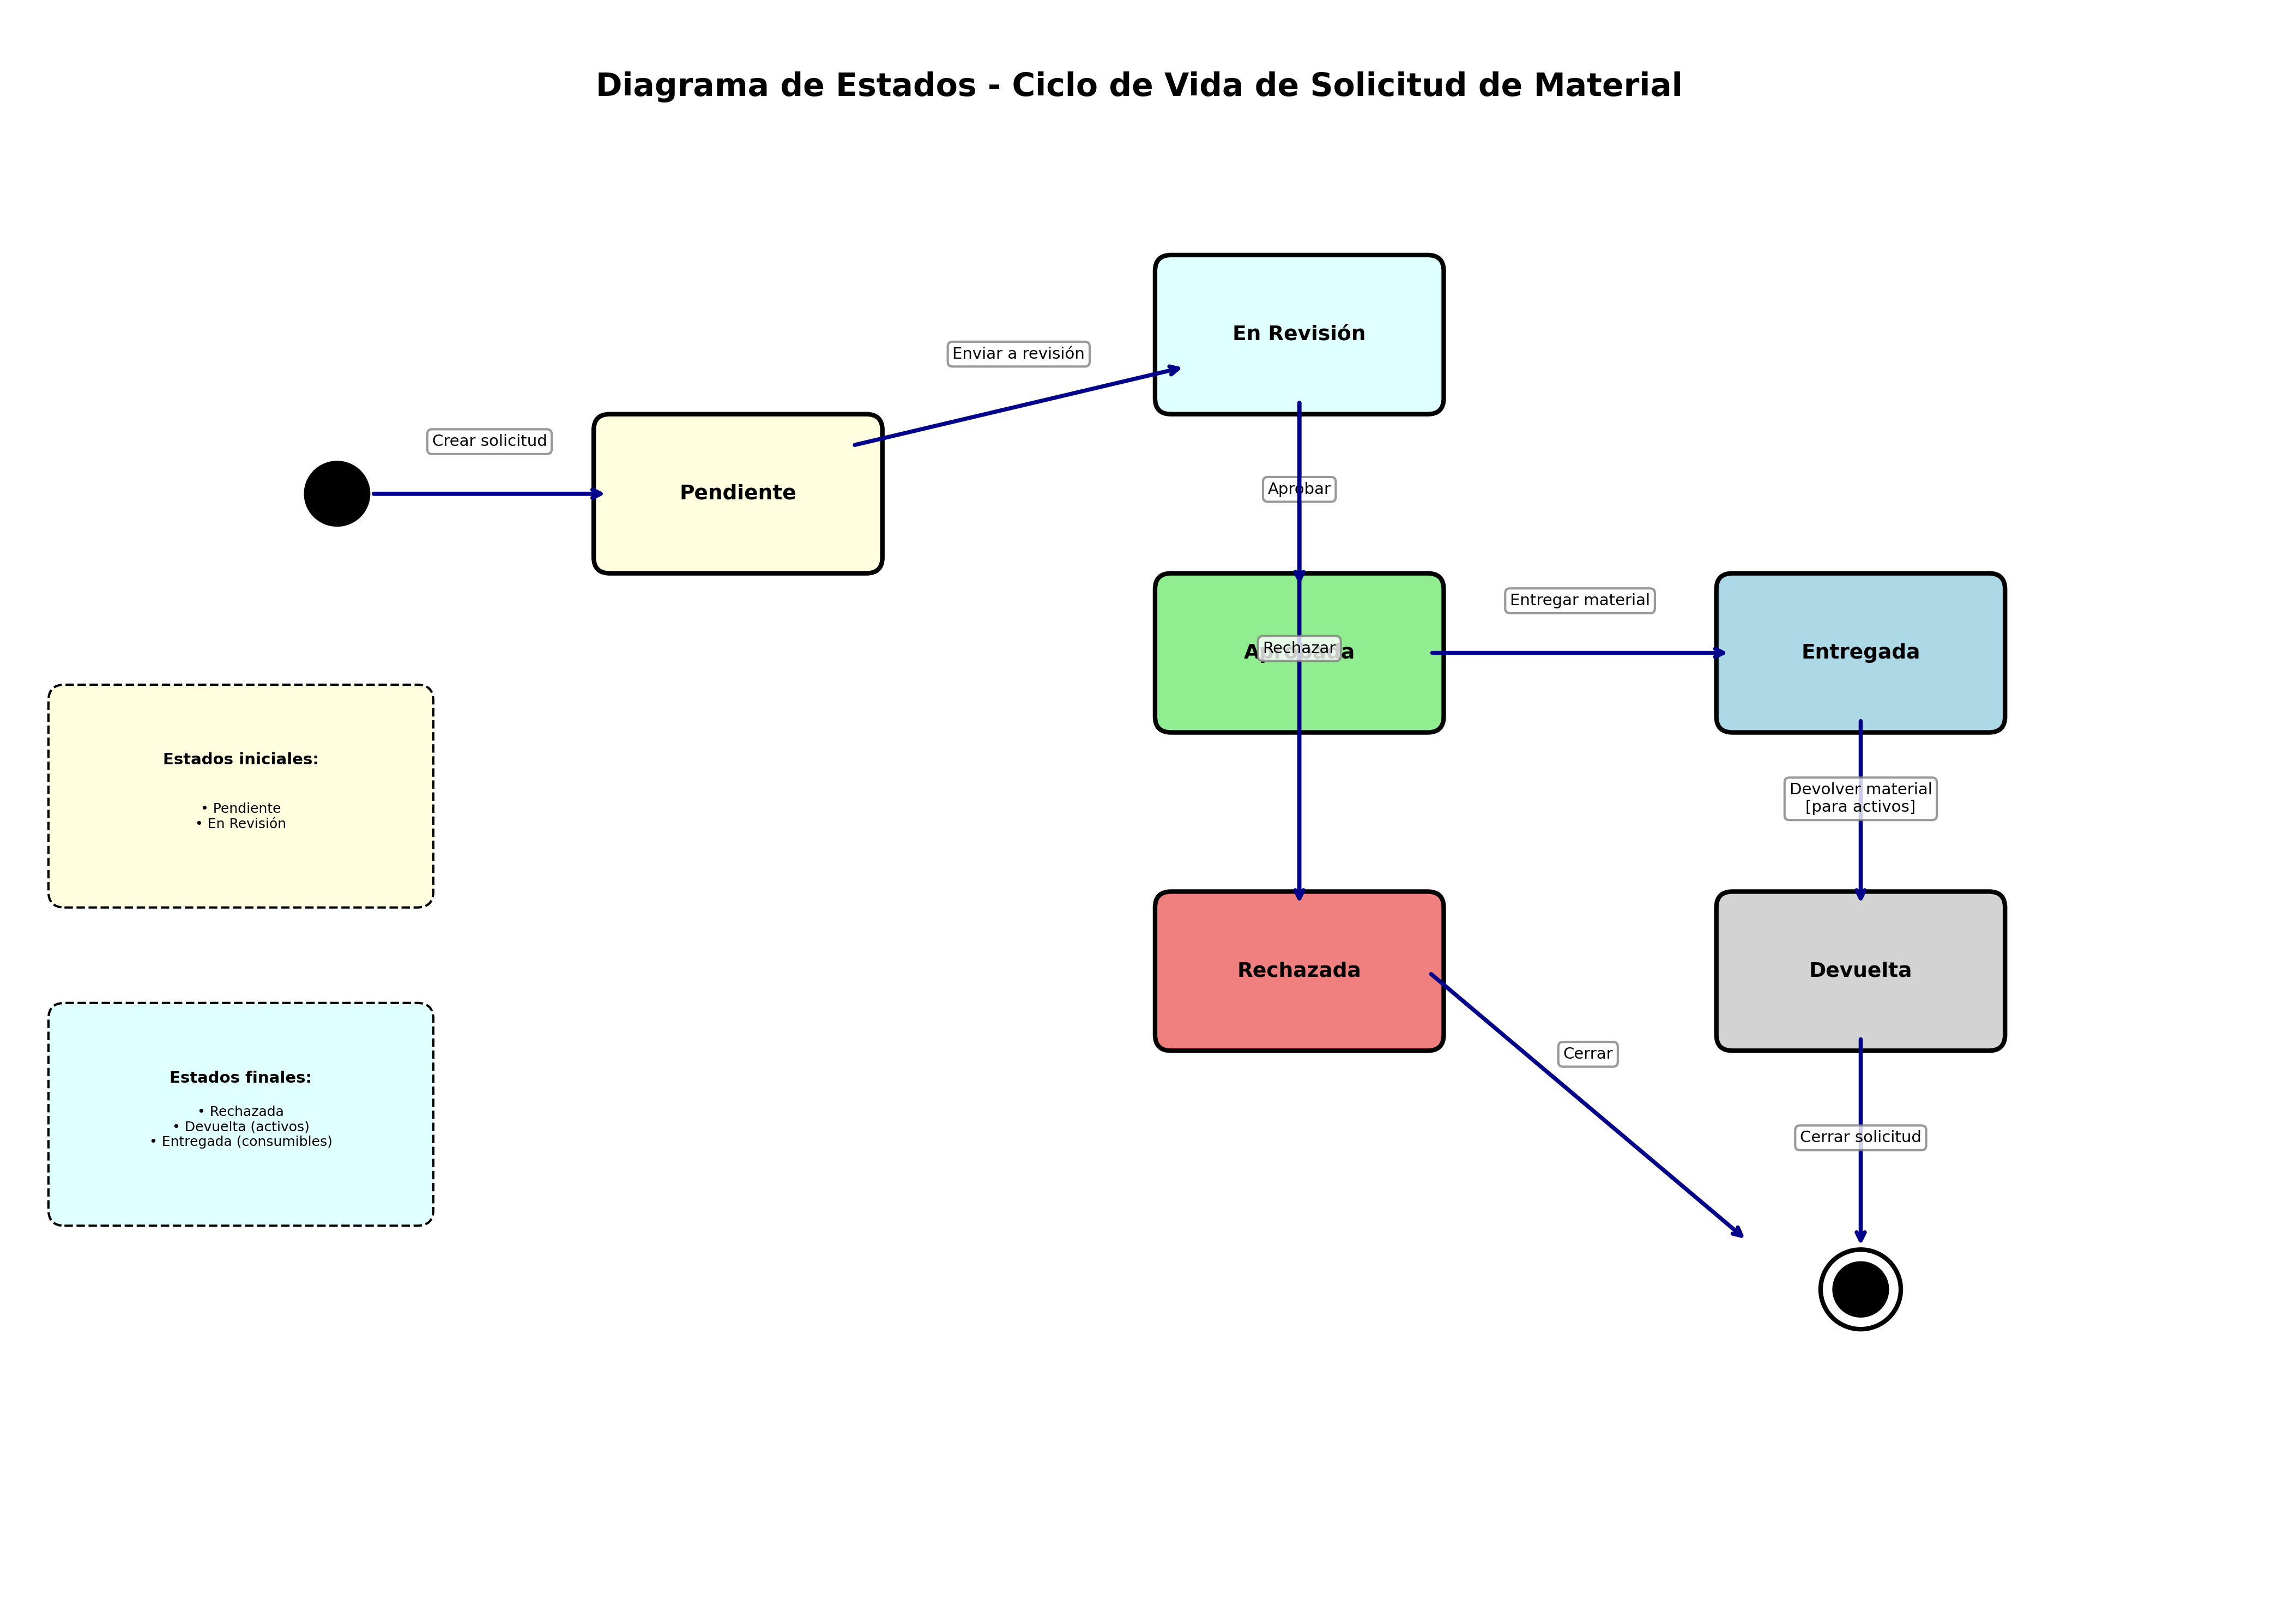 Diagrama de Estados - Ciclo de Vida de Solicitud de Material
En Revisión
Enviar a revisión
Crear solicitud
Pendiente
Aprobar
Entregar material
Aprobada
Rechazar
Entregada
Estados iniciales:
• Pendiente
• En Revisión
Devolver material
[para activos]
Rechazada
Devuelta
Cerrar
Estados finales:
• Rechazada
• Devuelta (activos)
• Entregada (consumibles)
Cerrar solicitud